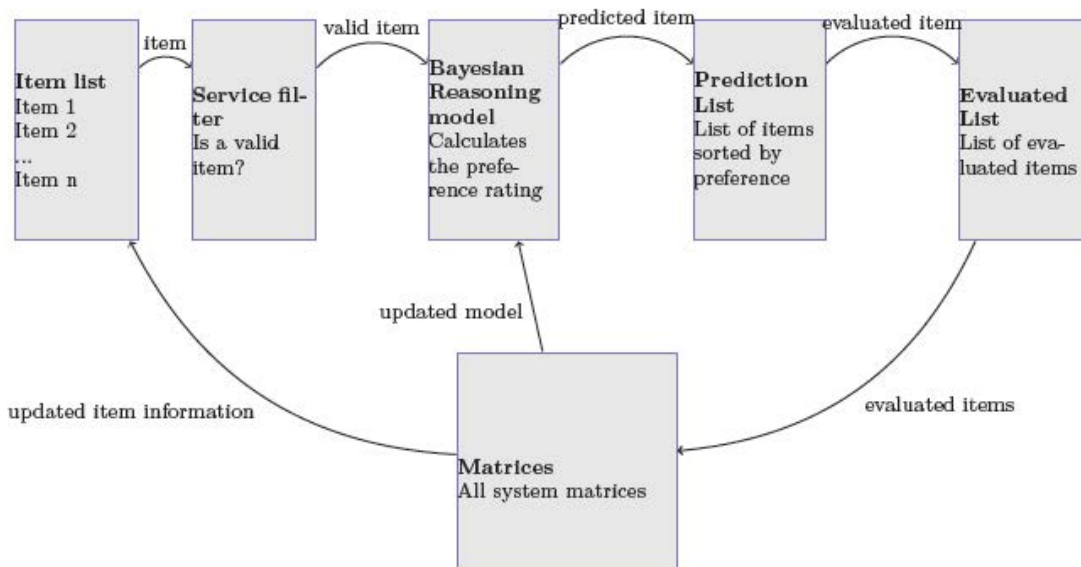 item
valid item
predicted item
evaluated item
Item list
Item 1
Item 2
...
Item n
Service fil-
ter
Is a valid
item?
Bayesian
Reasoning
model
Calculates
the prefe-
rence rating
Prediction
List
List of items
sorted by
preference
Evaluated
List
List of eva-
luated items
updated model
updated item information
evaluated items
Matrices
All system matrices